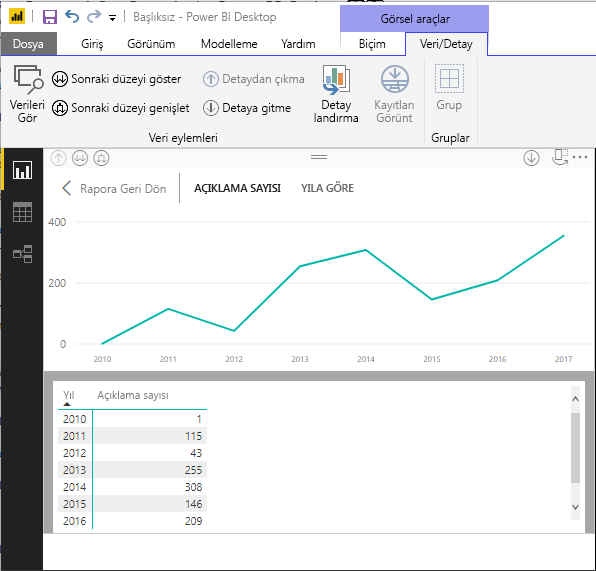 Başlıksız - Power BI Desktop
Görsel araçlar
Dosya Giriş Görünüm Modelleme Yardım Biçim Veri/Detay
Verileri Gör
Sonraki düzeyi göster
Sonraki düzeyi genişlet
Detaydan çıkma
Detaya gitme
Detay landırma
Kayıtları Görünt
Grup
Veri eylemleri
Gruplar
Rapora Geri Dön AÇIKLAMA SAYISI YILA GÖRE
400
200
0
2010 2011 2012 2013 2014 2015 2016 2017
Yıl Açıklama sayısı
2010 1
2011 115
2012 43
2013 255
2014 308
2015 146
2016 209